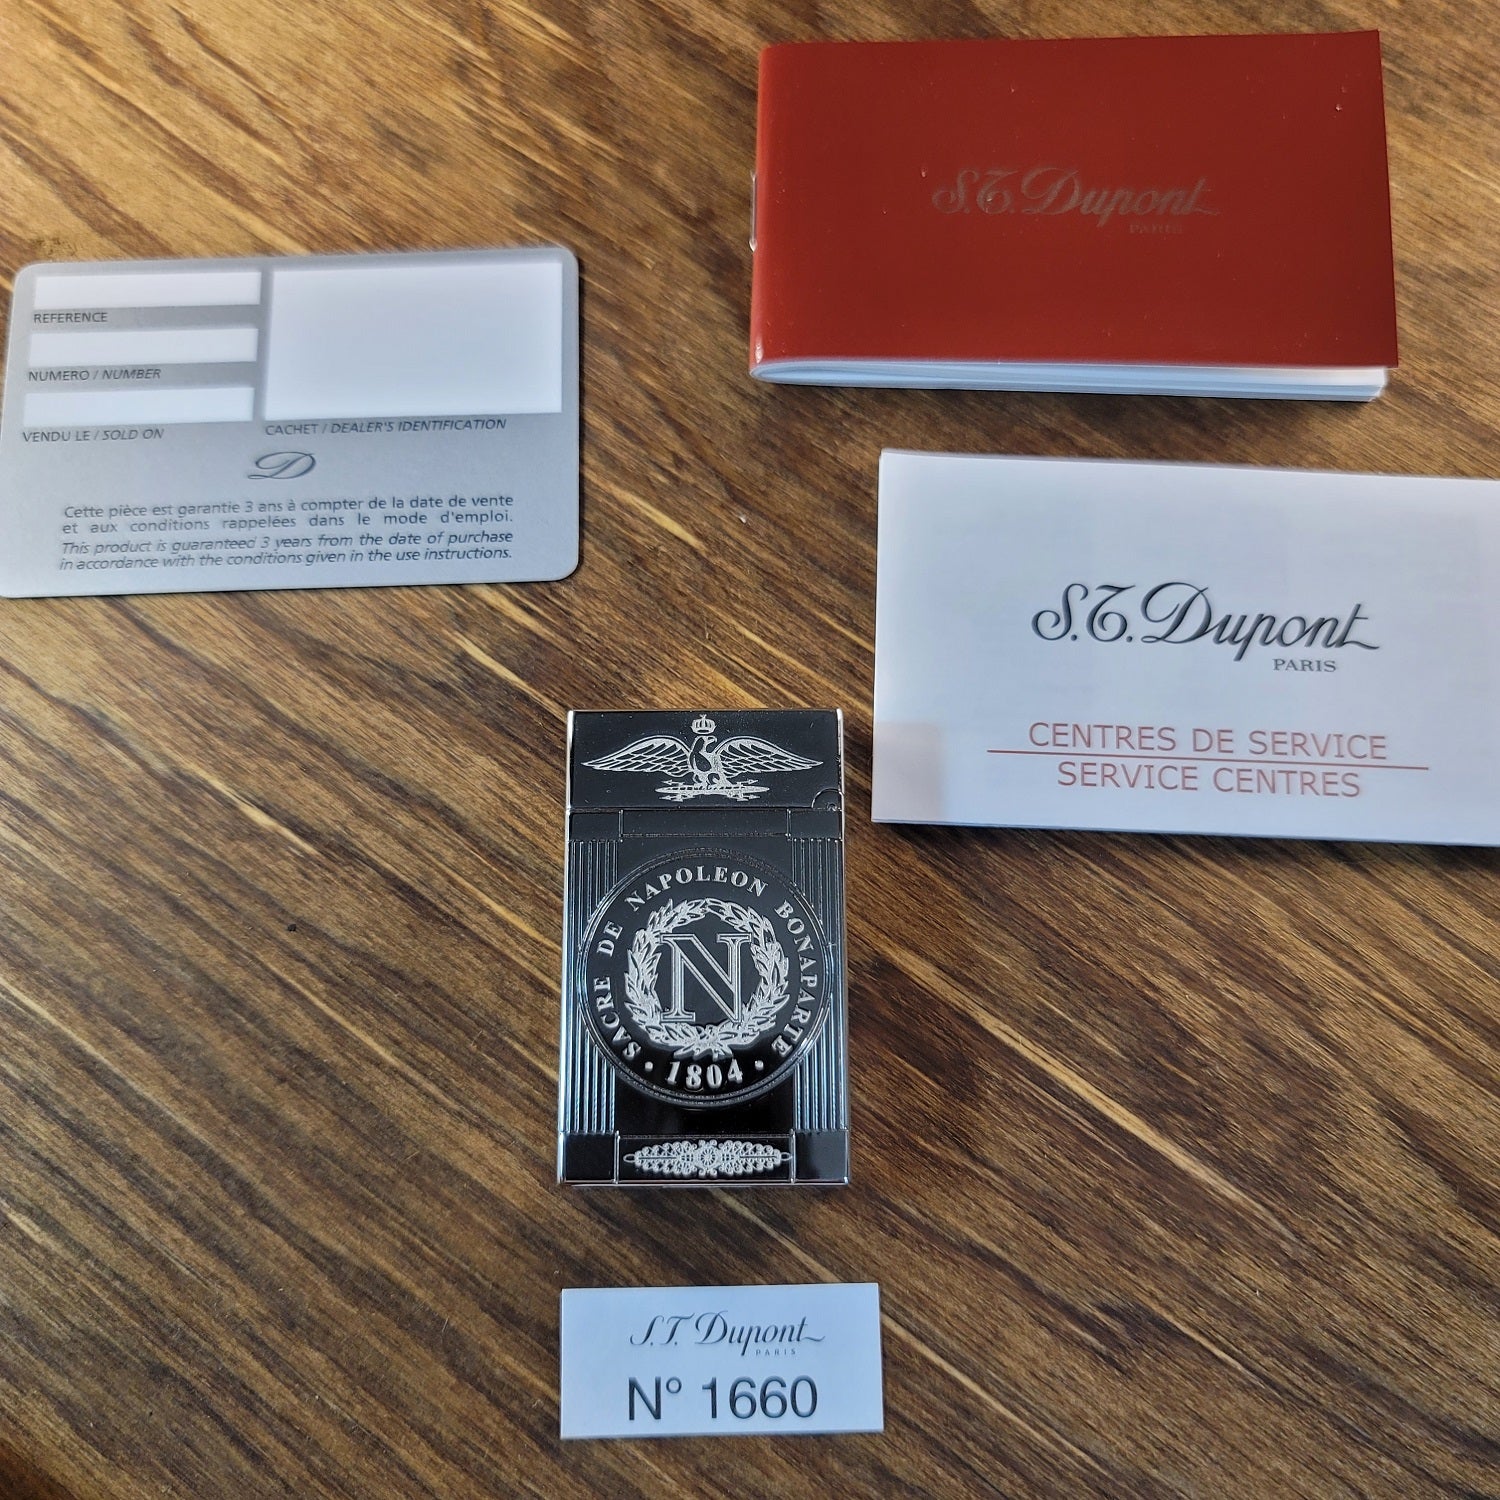 S.T. Dupont
PARIS
REFERENCE
NUMERO / NUMBER
VENDU LE / SOLD ON
CACHET / DEALER'S IDENTIFICATION
D
Cette pièce est garantie 3 ans à compter de la date de vente
et aux conditions rappelées dans le mode d'emploi.
This product is guaranteed 3 years from the date of purchase
in accordance with the conditions given in the use instructions.
S.T. Dupont
PARIS
CENTRES DE SERVICE
SERVICE CENTRES
SACRE DE NAPOLEON BONAPARTE
N
• 1804 •
S.T. Dupont
PARIS
N° 1660